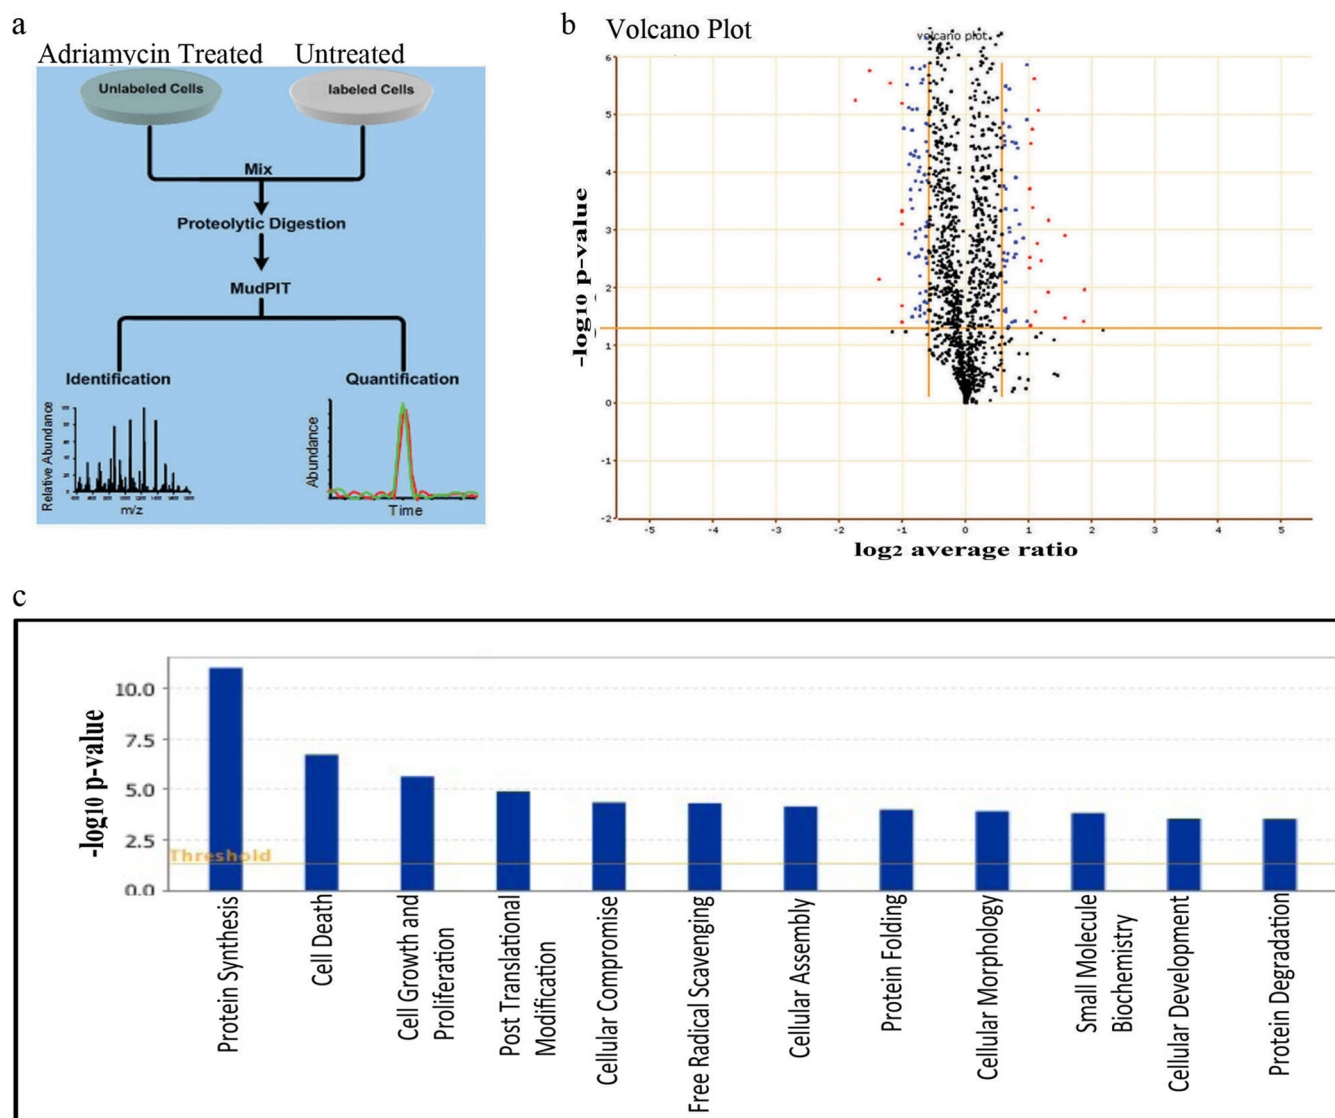 a
Adriamycin Treated Untreated
Unlabeled Cells
labeled Cells
Mix
Proteolytic Digestion
MudPIT
Identification
Quantification
Relative Abundance
m/z
Abundance
Time
b
Volcano Plot
volcano plot
6
5
4
3
2
1
0
-1
-2
-5 -4 -3 -2 -1 0 1 2 3 4 5
-log10 p-value
log2 average ratio
c
-log10 p-value
10.0
7.5
5.0
2.5
0.0
Threshold
Protein Synthesis
Cell Death
Cell Growth and
Proliferation
Post Translational
Modification
Cellular Compromise
Free Radical Scavenging
Cellular Assembly
Protein Folding
Cellular Morphology
Small Molecule
Biochemistry
Cellular Development
Protein Degradation